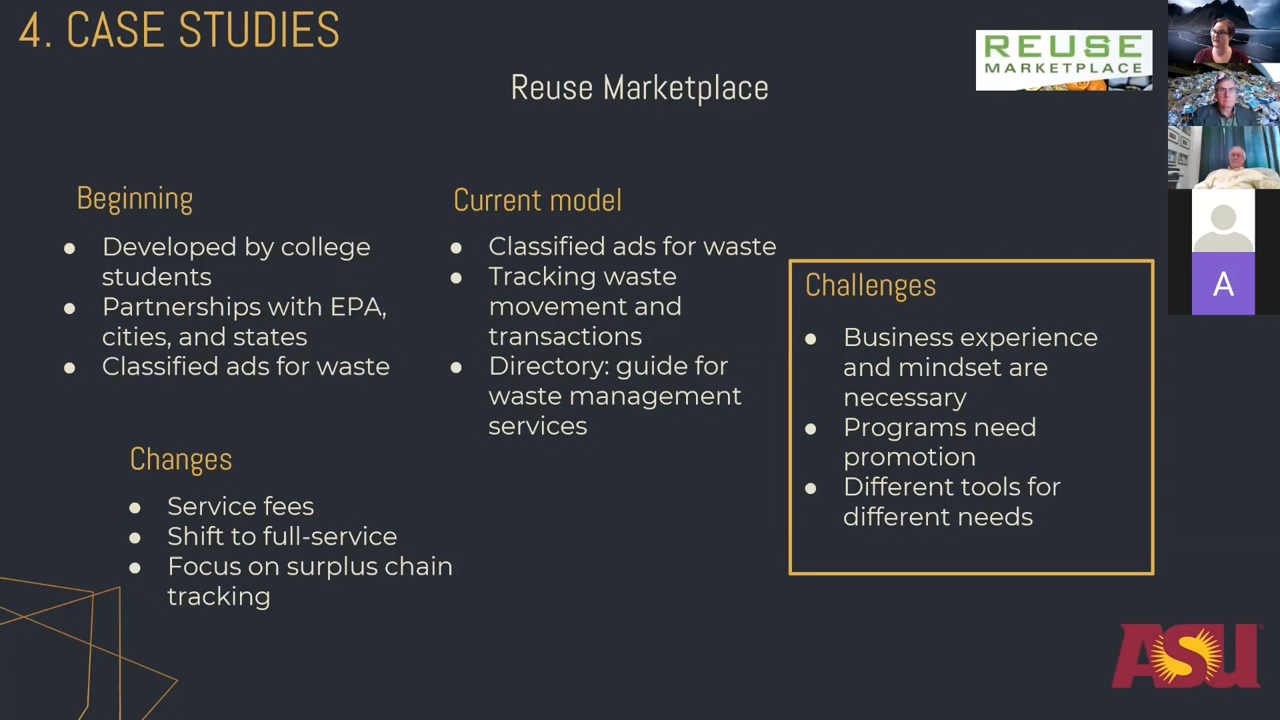 4. CASE STUDIES
REUSE
MARKETPLACE
Reuse Marketplace
Beginning
● Developed by college
students
● Partnerships with EPA,
cities, and states
● Classified ads for waste
Changes
● Service fees
● Shift to full-service
● Focus on surplus chain
tracking
Current model
● Classified ads for waste
● Tracking waste
movement and
transactions
● Directory: guide for
waste management
services
Challenges
● Business experience
and mindset are
necessary
● Programs need
promotion
● Different tools for
different needs
A
ASU